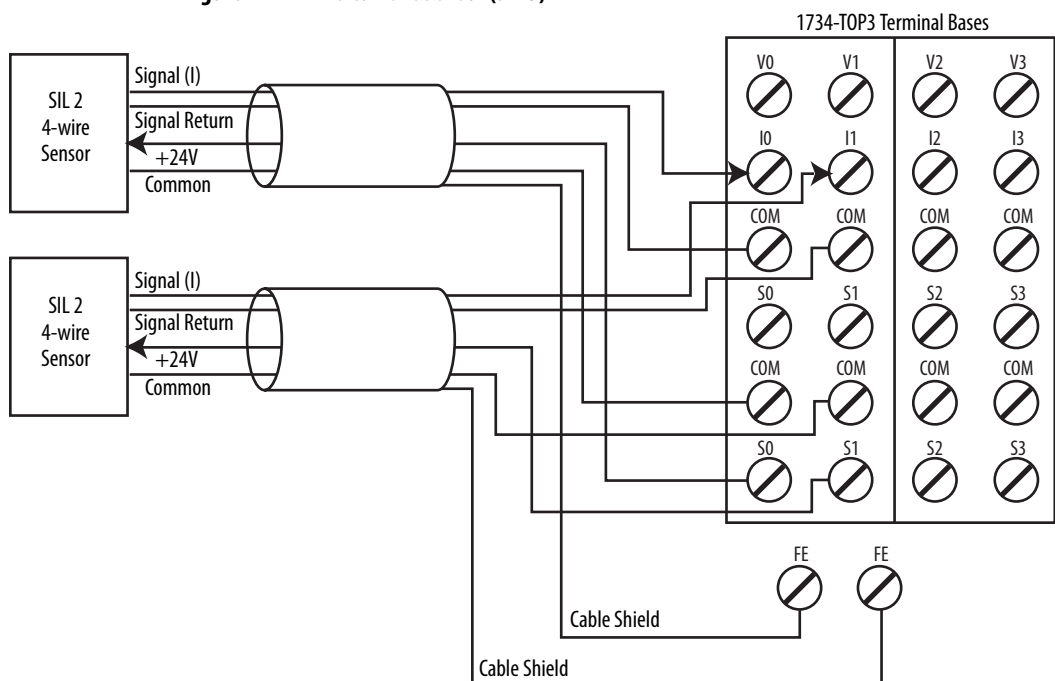 1734-TOP3 Terminal Bases
SIL 2
4-wire
Sensor
Signal (I)
Signal Return
+24V
Common
SIL 2
4-wire
Sensor
Signal (I)
Signal Return
+24V
Common
V0 V1 V2 V3
I0 I1 I2 I3
COM COM COM COM
S0 S1 S2 S3
COM COM COM COM
S0 S1 S2 S3
FE FE
Cable Shield
Cable Shield